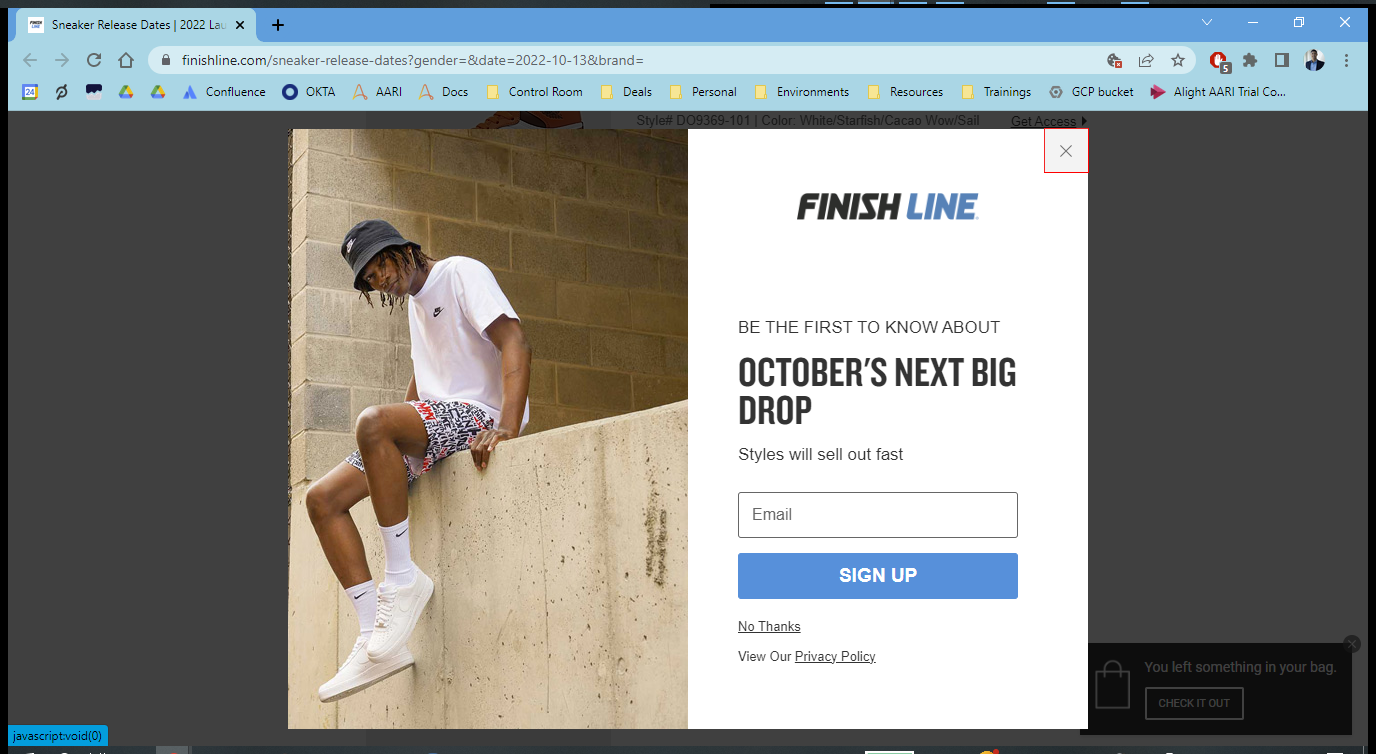 Sneaker Release Dates | 2022 Lau
finishline.com/sneaker-release-dates?gender=&date=2022-10-13&brand=
5
24
Confluence
OKTA
AARI
Docs
Control Room
Deals
Personal
Environments
Resources
Trainings
GCP bucket
Alight AARI Trial Co...
Style# DO9369-101 | Color: White/Starfish/Cacao Wow/Sail
Get Access
FINISH LINE
BE THE FIRST TO KNOW ABOUT
OCTOBER'S NEXT BIG
DROP
Styles will sell out fast
Email
SIGN UP
No Thanks
View Our Privacy Policy
You left something in your bag.
CHECK IT OUT
javascript:void(0)